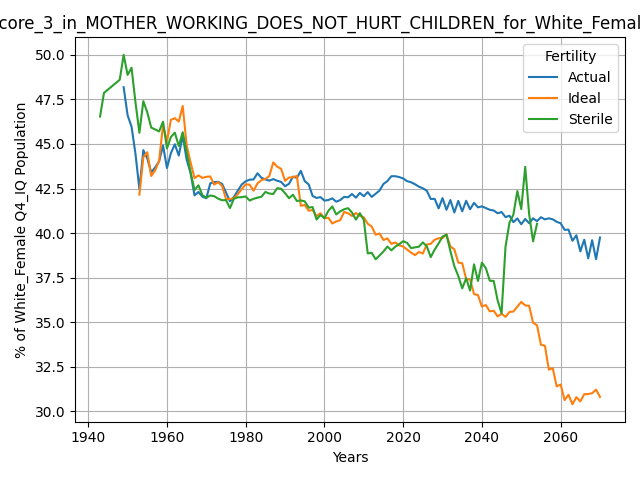 core_3_in_MOTHER_WORKING_DOES_NOT_HURT_CHILDREN_for_White_Femal
50.0
47.5
45.0
42.5
40.0
37.5
35.0
32.5
30.0
% of White_Female Q4_IQ Population
Fertility
Actual
Ideal
Sterile
1940
1960
1980
2000
2020
2040
2060
Years